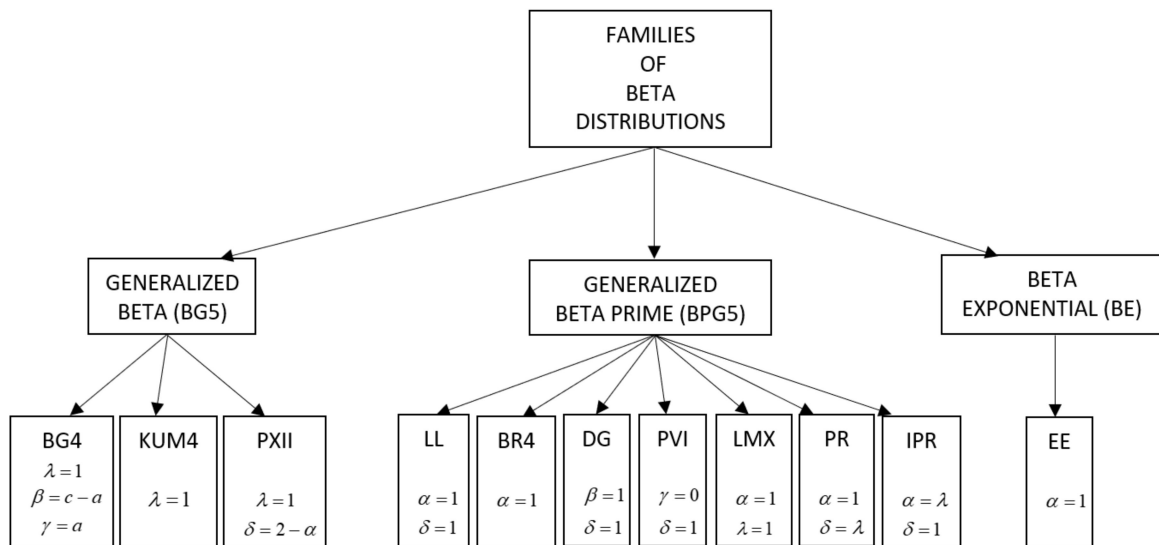 FAMILIES
OF
BETA
DISTRIBUTIONS
GENERALIZED
BETA (BG5)
GENERALIZED
BETA PRIME (BPG5)
BETA
EXPONENTIAL (BE)
BG4
λ = 1
β = c − a
γ = a
KUM4
λ = 1
PXII
λ = 1
δ = 2 − α
LL
α = 1
δ = 1
BR4
α = 1
DG
β = 1
δ = 1
PVI
γ = 0
δ = 1
LMX
α = 1
λ = 1
PR
α = 1
δ = λ
IPR
α = λ
δ = 1
EE
α = 1